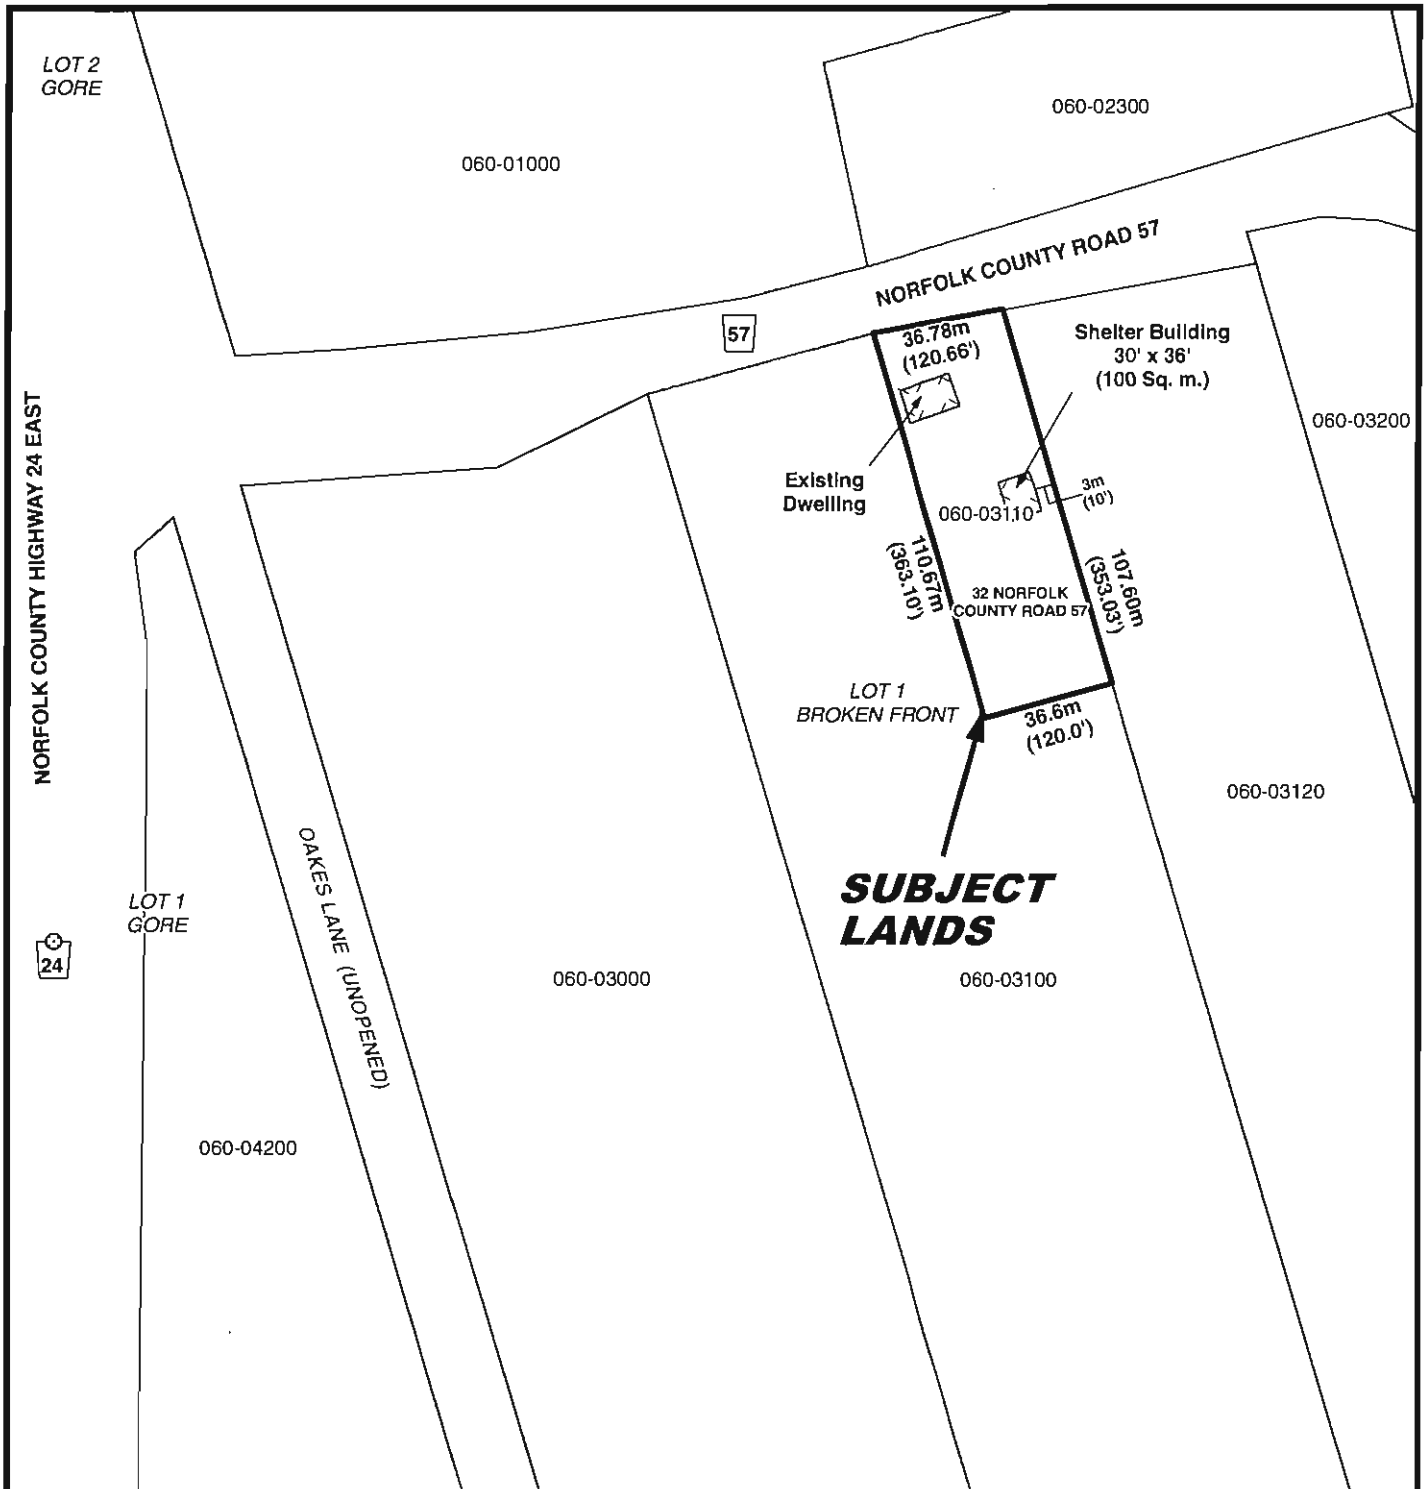 LOT 2
GORE
060-02300
060-01000
NORFOLK COUNTY ROAD 57
57
36.78m
(120.66')
Shelter Building
30' x 36'
(100 Sq. m.)
060-03200
NORFOLK COUNTY HIGHWAY 24 EAST
Existing
Dwelling
3m
(10')
060-03110
110.67m
(363.10')
107.60m
(353.03')
32 NORFOLK
COUNTY ROAD 57
LOT 1
BROKEN FRONT
36.6m
(120.0')
060-03120
OAKES LANE (UNOPENED)
SUBJECT
LANDS
LOT 1
GORE
24
060-03000
060-03100
060-04200